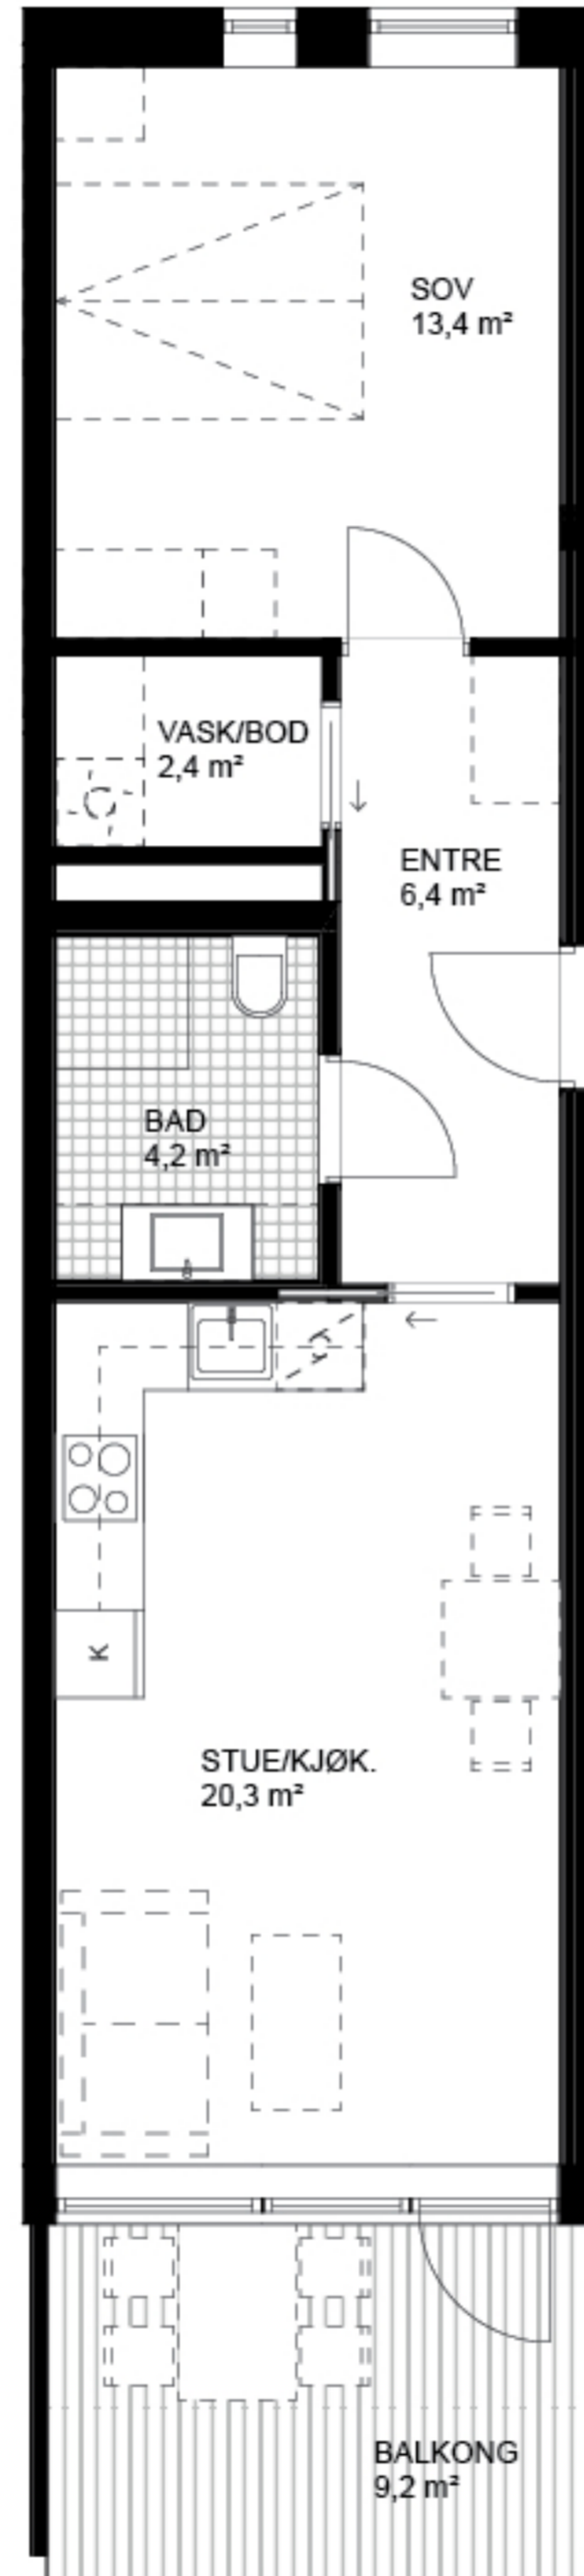 SOV
13,4 m²
VASK/BOD
2,4 m²
ENTRE
6,4 m²
BAD
4,2 m²
K
STUE/KJØK.
20,3 m²
BALKONG
9,2 m²